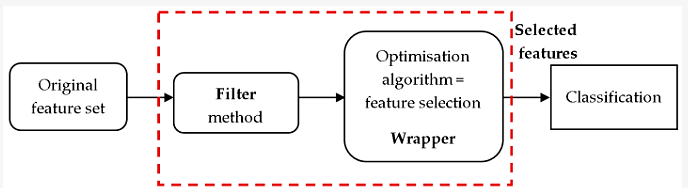 Original
feature set
Filter
method
Optimisation
algorithm =
feature selection
Wrapper
Selected
features
Classification